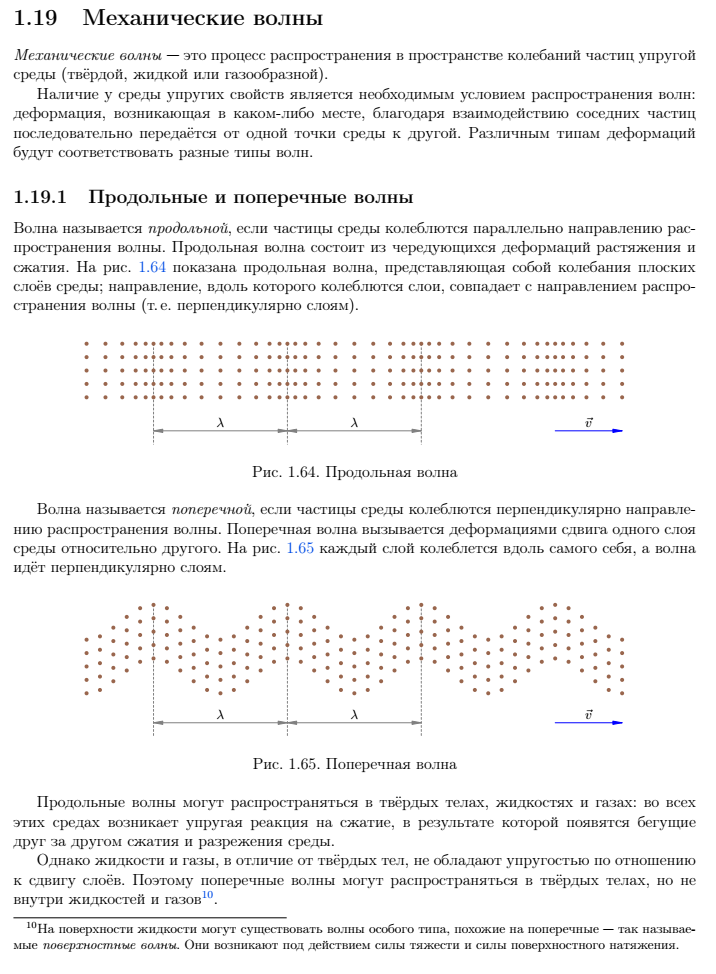 1.19 Механические волны
Механические волны — это процесс распространения в пространстве колебаний частиц упругой
среды (твёрдой, жидкой или газообразной).
Наличие у среды упругих свойств является необходимым условием распространения волн:
деформация, возникающая в каком-либо месте, благодаря взаимодействию соседних частиц
последовательно передаётся от одной точки среды к другой. Различным типам деформаций
будут соответствовать разные типы волн.
1.19.1 Продольные и поперечные волны
Волна называется продольной, если частицы среды колеблются параллельно направлению рас-
пространения волны. Продольная волна состоит из чередующихся деформаций растяжения и
сжатия. На рис. 1.64 показана продольная волна, представляющая собой колебания плоских
слоёв среды; направление, вдоль которого колеблются слои, совпадает с направлением распро-
странения волны (т. е. перпендикулярно слоям).
λ λ v⃗
Рис. 1.64. Продольная волна
Волна называется поперечной, если частицы среды колеблются перпендикулярно направле-
нию распространения волны. Поперечная волна вызывается деформациями сдвига одного слоя
среды относительно другого. На рис. 1.65 каждый слой колеблется вдоль самого себя, а волна
идёт перпендикулярно слоям.
λ λ v⃗
Рис. 1.65. Поперечная волна
Продольные волны могут распространяться в твёрдых телах, жидкостях и газах: во всех
этих средах возникает упругая реакция на сжатие, в результате которой появятся бегущие
друг за другом сжатия и разрежения среды.
Однако жидкости и газы, в отличие от твёрдых тел, не обладают упругостью по отношению
к сдвигу слоёв. Поэтому поперечные волны могут распространяться в твёрдых телах, но не
внутри жидкостей и газов¹⁰.
¹⁰На поверхности жидкости могут существовать волны особого типа, похожие на поперечные — так называе-
мые поверхностные волны. Они возникают под действием силы тяжести и силы поверхностного натяжения.